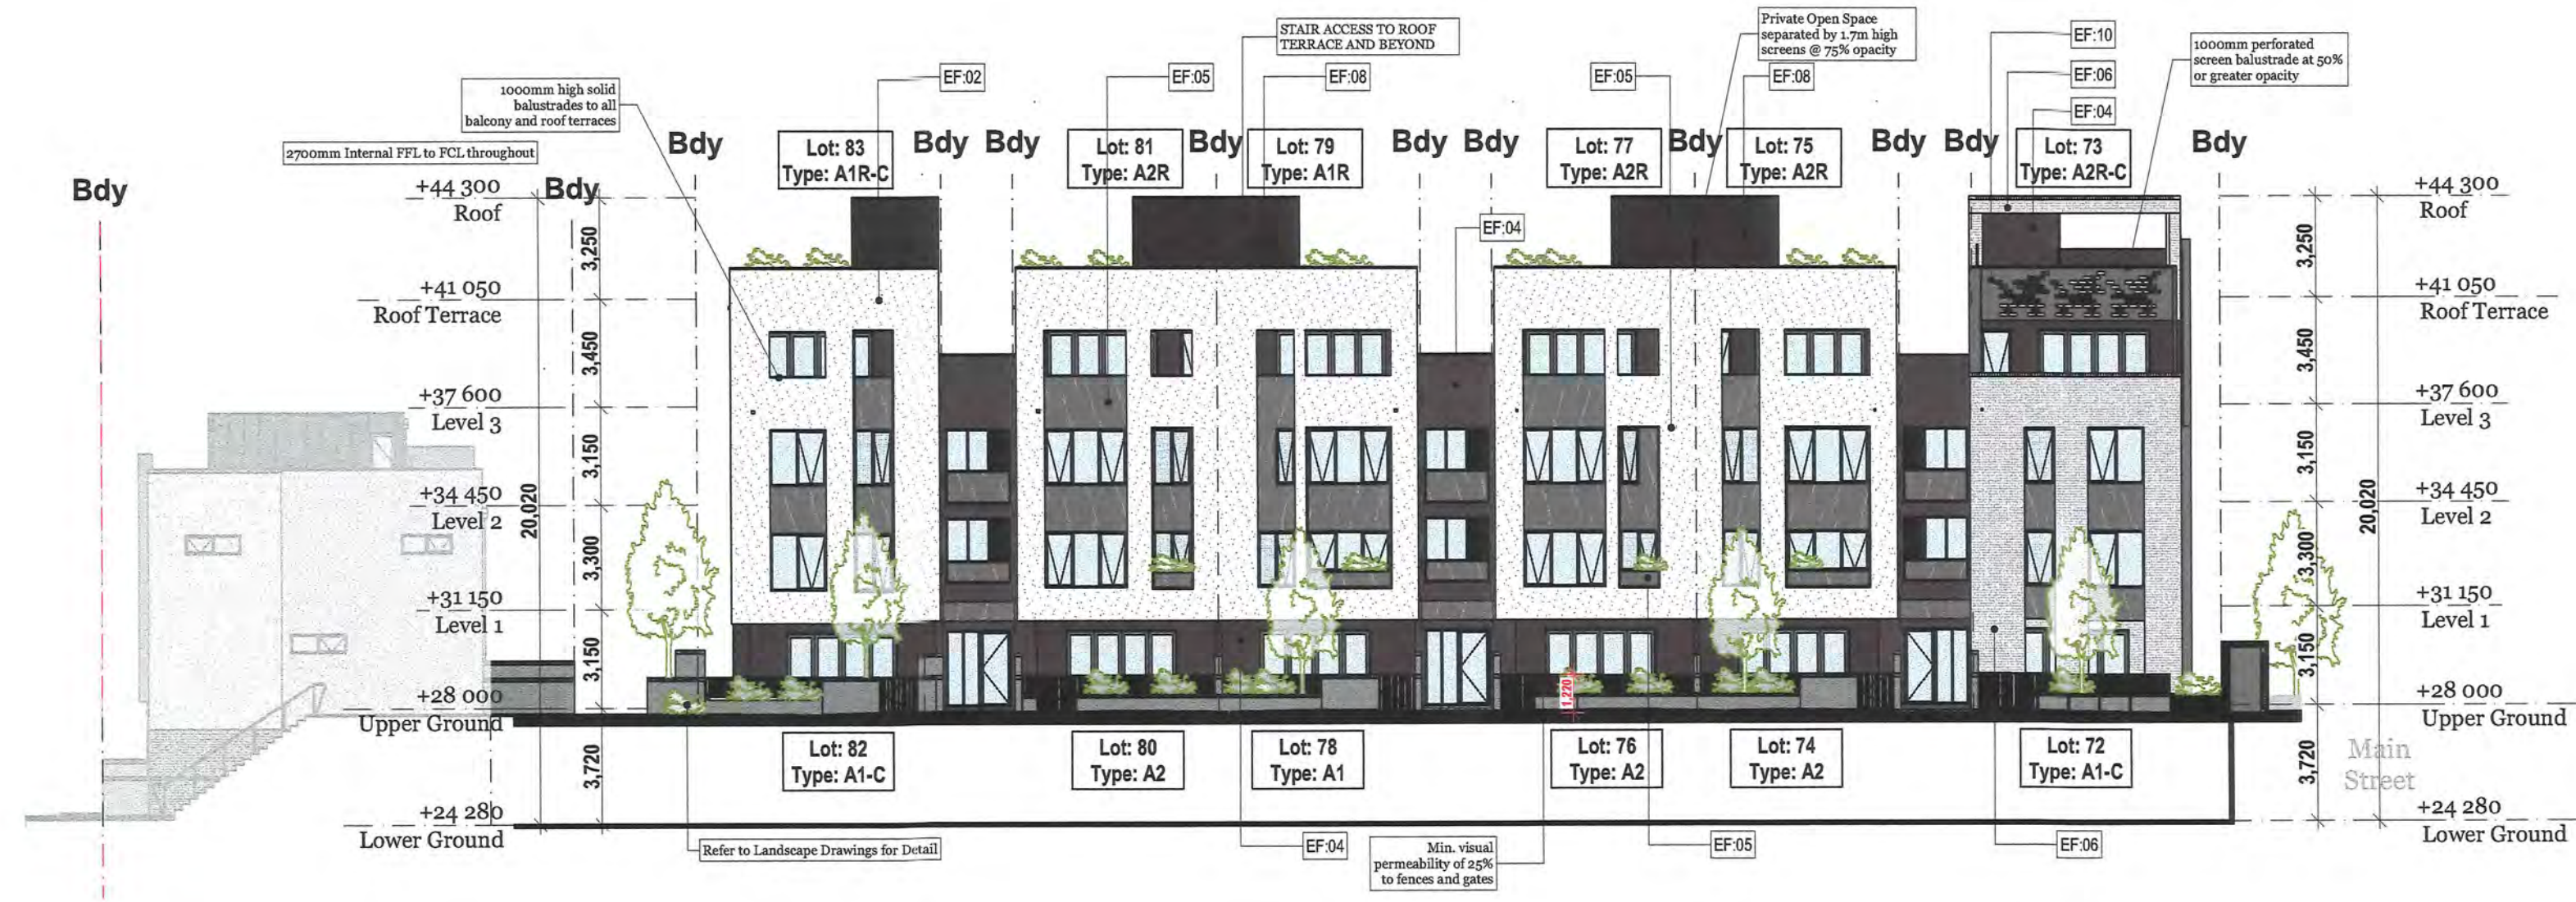 STAIR ACCESS TO ROOF
TERRACE AND BEYOND
Private Open Space
separated by 1.7m high
screens @ 75% opacity
EF:10
1000mm perforated
screen balustrade at 50%
or greater opacity
EF:02
EF:05
EF:08
EF:05
EF:08
EF:06
EF:04
1000mm high solid
balustrades to all
balcony and roof terraces
2700mm Internal FFL to FCL throughout
Bdy
Bdy
Bdy
Lot: 83
Type: A1R-C
Bdy
Bdy
Lot: 81
Type: A2R
Bdy
Lot: 79
Type: A1R
Bdy
Bdy
Lot: 77
Type: A2R
Bdy
Lot: 75
Type: A2R
Bdy
Bdy
Lot: 73
Type: A2R-C
Bdy
+44 300
Roof
+41 050
Roof Terrace
+37 600
Level 3
+34 450
Level 2
+31 150
Level 1
+28 000
Upper Ground
+24 280
Lower Ground
20,020
3,250
3,450
3,150
3,300
3,150
3,720
EF:04
1,220
3,250
3,450
3,150
3,300
3,150
3,720
20,020
+44 300
Roof
+41 050
Roof Terrace
+37 600
Level 3
+34 450
Level 2
+31 150
Level 1
+28 000
Upper Ground
+24 280
Lower Ground
Main
Street
Lot: 82
Type: A1-C
Lot: 80
Type: A2
Lot: 78
Type: A1
Lot: 76
Type: A2
Lot: 74
Type: A2
Lot: 72
Type: A1-C
Refer to Landscape Drawings for Detail
EF:04
Min. visual
permeability of 25%
to fences and gates
EF:05
EF:06